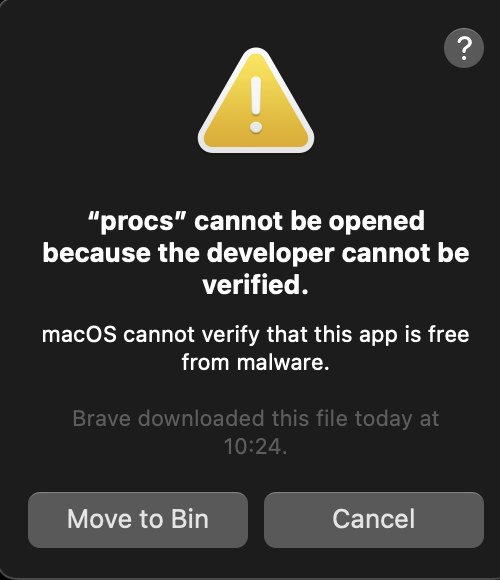 ?
“procs” cannot be opened
because the developer cannot be
verified.
macOS cannot verify that this app is free
from malware.
Brave downloaded this file today at
10:24.
Move to Bin
Cancel